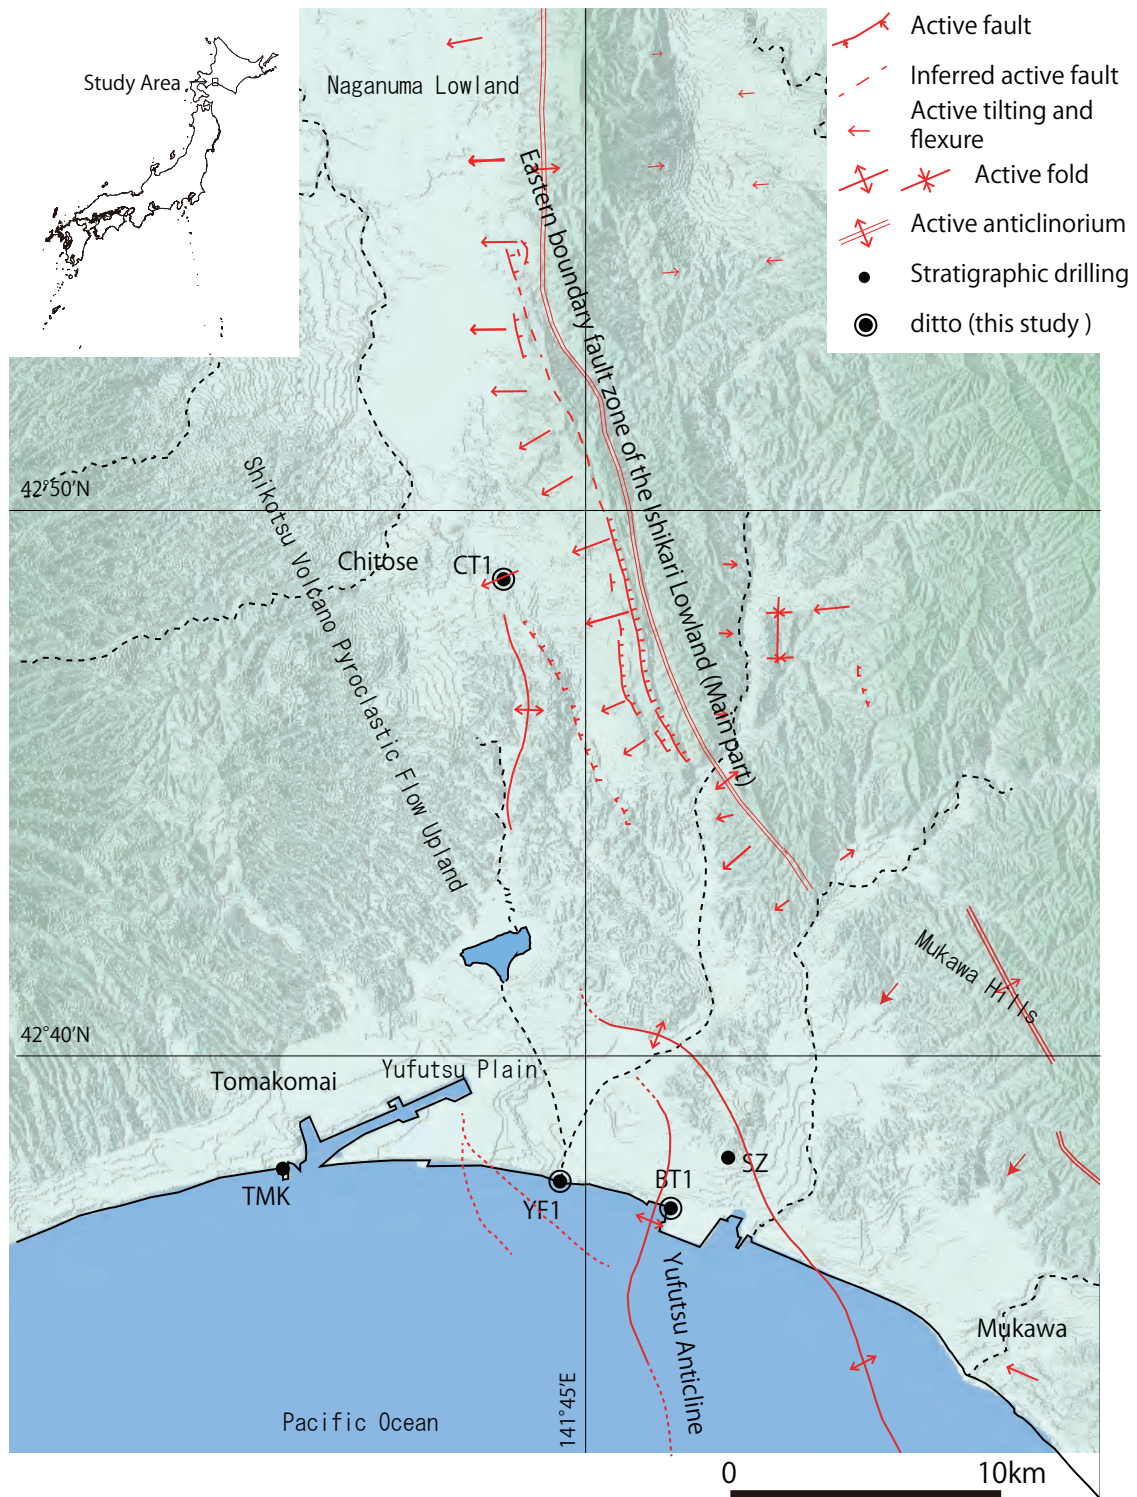 Study Area
Naganuma Lowland
Active fault
Inferred active fault
Active tilting and
flexure
Active fold
Active anticlinorium
Stratigraphic drilling
ditto (this study )
Eastern boundary fault zone of the Ishikari Lowland (Main part)
42°50'N
Shikotsu Volcano Pyroclastic Flow Upland
Chitose
CT1
Mukawa Hills
42°40'N
Yufutsu Plain
Tomakomai
TMK
YF1
BT1
SZ
Yufutsu Anticline
Mukawa
141°45'E
Pacific Ocean
0
10km